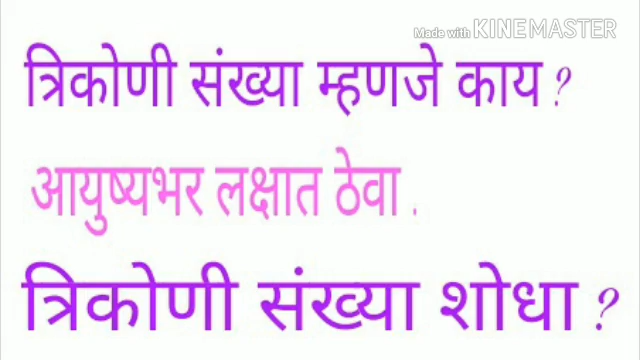 Made with KINEMASTER
त्रिकोणी संख्या म्हणजे काय ?
आयुष्यभर लक्षात ठेवा .
त्रिकोणी संख्या शोधा ?